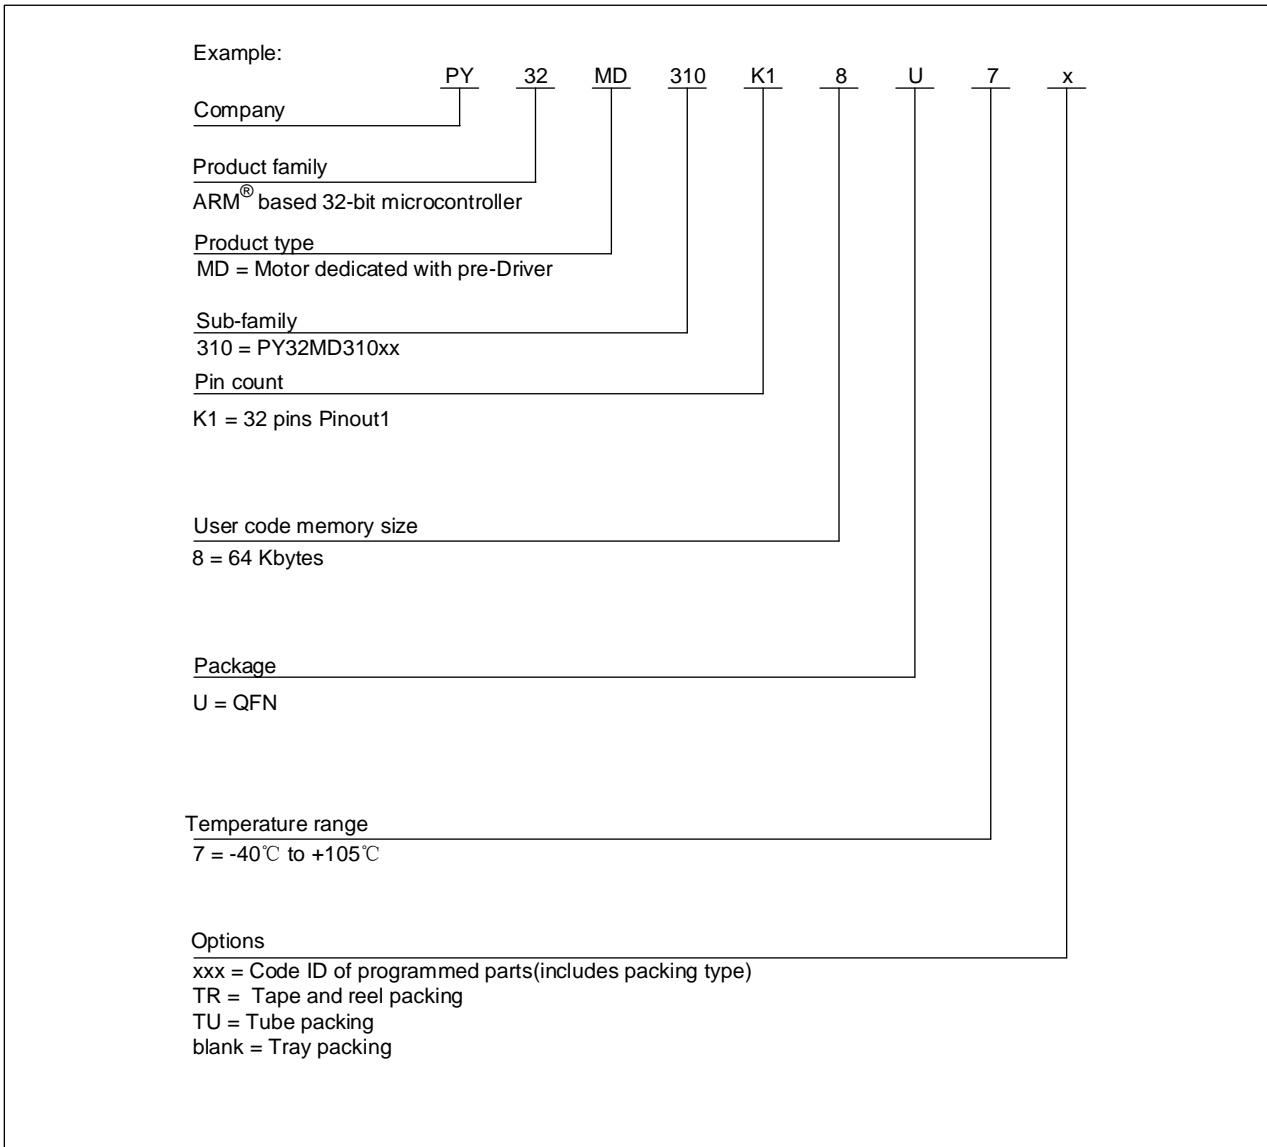 Example:
PY 32 MD 310 K1 8 U 7 x
Company
Product family
ARM® based 32-bit microcontroller
Product type
MD = Motor dedicated with pre-Driver
Sub-family
310 = PY32MD310xx
Pin count
K1 = 32 pins Pinout1
User code memory size
8 = 64 Kbytes
Package
U = QFN
Temperature range
7 = -40℃ to +105℃
Options
xxx = Code ID of programmed parts(includes packing type)
TR = Tape and reel packing
TU = Tube packing
blank = Tray packing